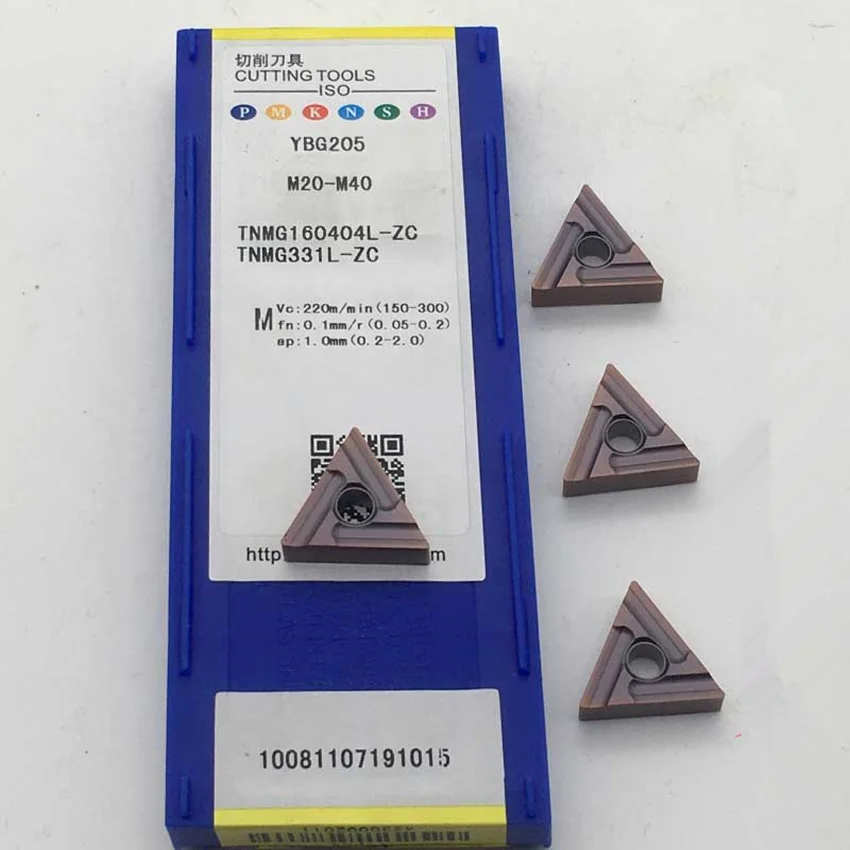 切削刀具
CUTTING TOOLS
ISO
P M K N S H
YBG205
M20-M40
TNMG160404L-ZC
TNMG331L-ZC
M
Vc:220m/min(150-300)
fn:0.1mm/r(0.05-0.2)
ap:1.0mm(0.2-2.0)
http
m
10081107191015